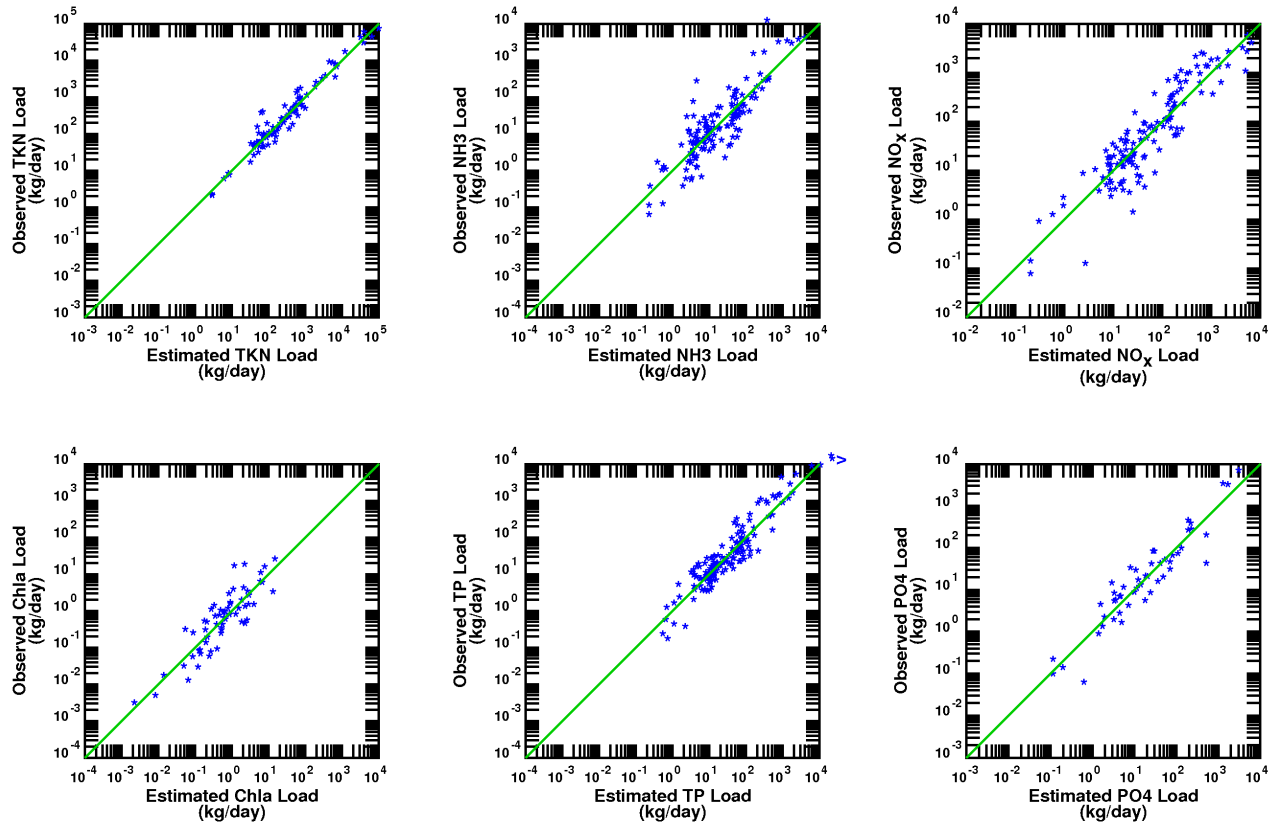 10^5
10^4
10^3
10^2
10^1
10^0
10^-1
10^-2
10^-3
Observed TKN Load
(kg/day)
10^-3 10^-2 10^-1 10^0 10^1 10^2 10^3 10^4 10^5
Estimated TKN Load
(kg/day)
10^4
10^3
10^2
10^1
10^0
10^-1
10^-2
10^-3
10^-4
Observed NH3 Load
(kg/day)
10^-4 10^-3 10^-2 10^-1 10^0 10^1 10^2 10^3 10^4
Estimated NH3 Load
(kg/day)
10^4
10^3
10^2
10^1
10^0
10^-1
10^-2
Observed NOX Load
(kg/day)
10^-2 10^-1 10^0 10^1 10^2 10^3 10^4
Estimated NOX Load
(kg/day)
10^4
10^3
10^2
10^1
10^0
10^-1
10^-2
10^-3
10^-4
Observed Chla Load
(kg/day)
10^-4 10^-3 10^-2 10^-1 10^0 10^1 10^2 10^3 10^4
Estimated Chla Load
(kg/day)
10^4
10^3
10^2
10^1
10^0
10^-1
10^-2
10^-3
10^-4
Observed TP Load
(kg/day)
10^-4 10^-3 10^-2 10^-1 10^0 10^1 10^2 10^3 10^4
Estimated TP Load
(kg/day)
10^4
10^3
10^2
10^1
10^0
10^-1
10^-2
10^-3
Observed PO4 Load
(kg/day)
10^-3 10^-2 10^-1 10^0 10^1 10^2 10^3 10^4
Estimated PO4 Load
(kg/day)